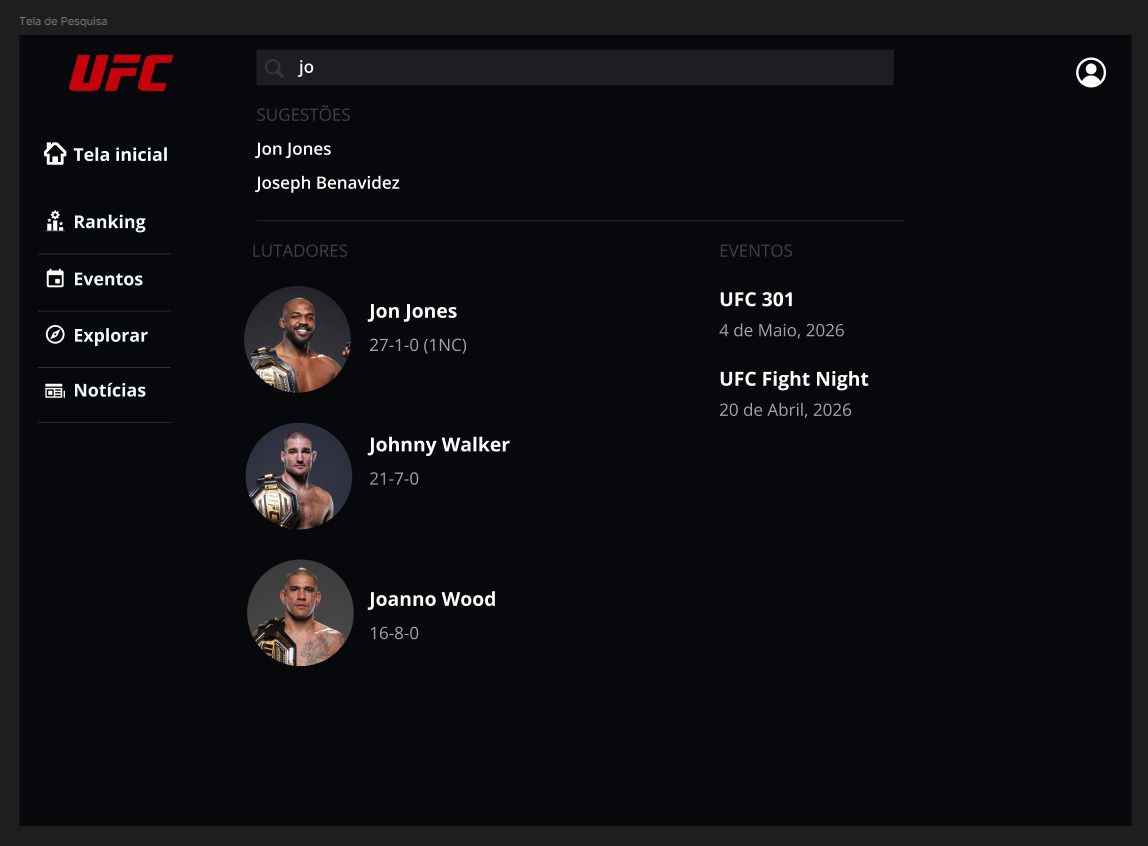 Tela de Pesquisa
UFC
jo
Tela inicial
Ranking
Eventos
Explorar
Notícias
SUGESTÕES
Jon Jones
Joseph Benavidez
LUTADORES
Jon Jones
27-1-0 (1NC)
Johnny Walker
21-7-0
Joanno Wood
16-8-0
EVENTOS
UFC 301
4 de Maio, 2026
UFC Fight Night
20 de Abril, 2026